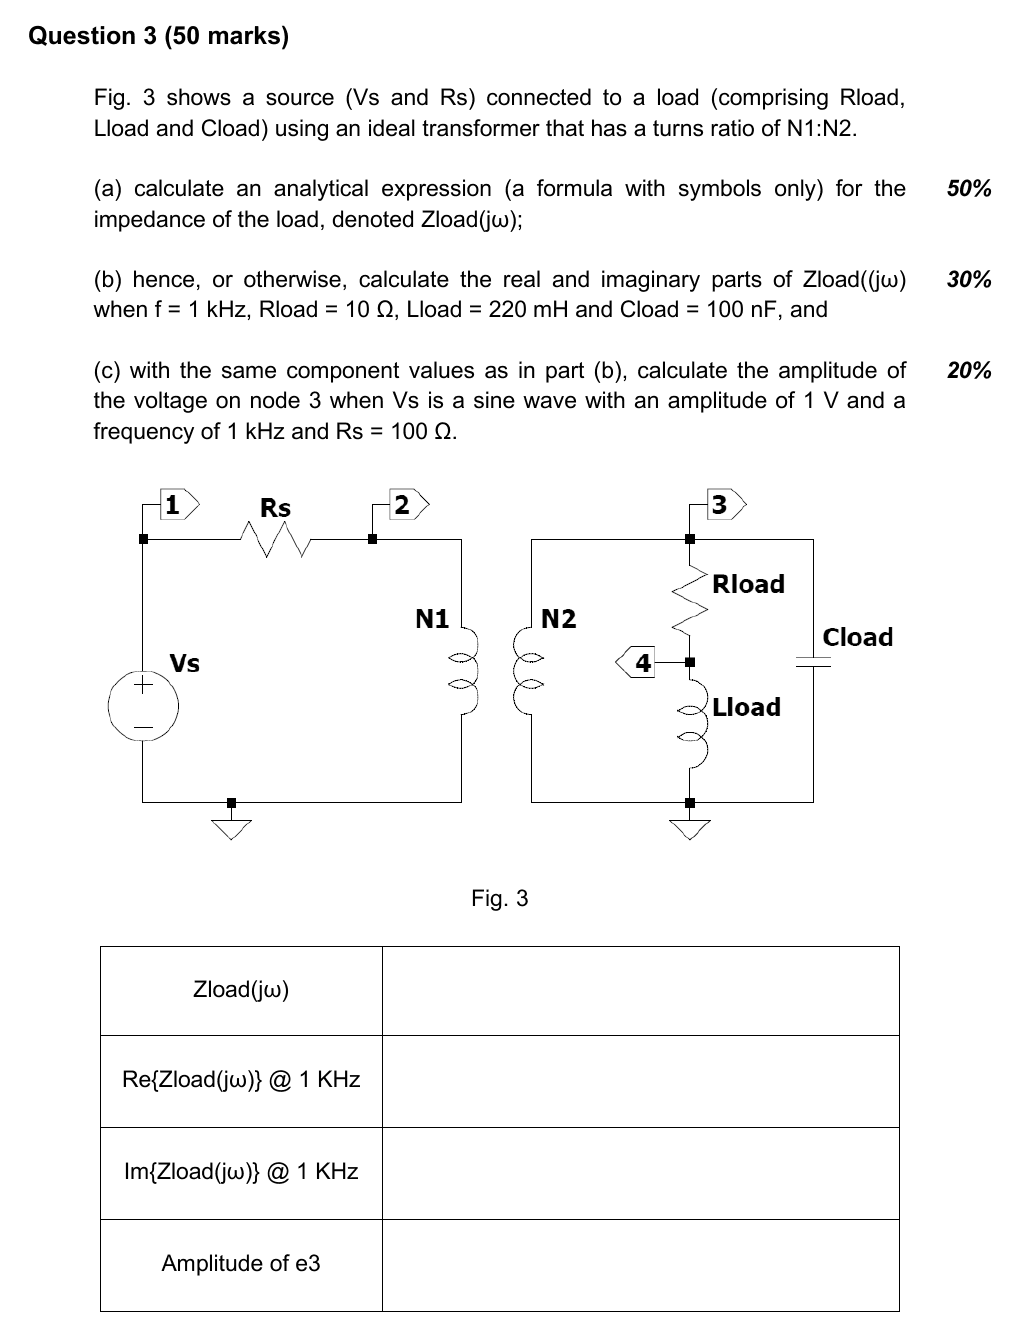 Question 3 (50 marks)
Fig. 3 shows a source (Vs and Rs) connected to a load (comprising Rload,
Lload and Cload) using an ideal transformer that has a turns ratio of N1:N2.
(a) calculate an analytical expression (a formula with symbols only) for the 50%
impedance of the load, denoted Zload(jω);
(b) hence, or otherwise, calculate the real and imaginary parts of Zload((jω) 30%
when f = 1 kHz, Rload = 10 Ω, Lload = 220 mH and Cload = 100 nF, and
(c) with the same component values as in part (b), calculate the amplitude of 20%
the voltage on node 3 when Vs is a sine wave with an amplitude of 1 V and a
frequency of 1 kHz and Rs = 100 Ω.
1 Rs 2 3
Rload
N1 N2
Cload
Vs 4
+
Lload
Fig. 3
Zload(jω)
Re{Zload(jω)} @ 1 KHz
Im{Zload(jω)} @ 1 KHz
Amplitude of e3